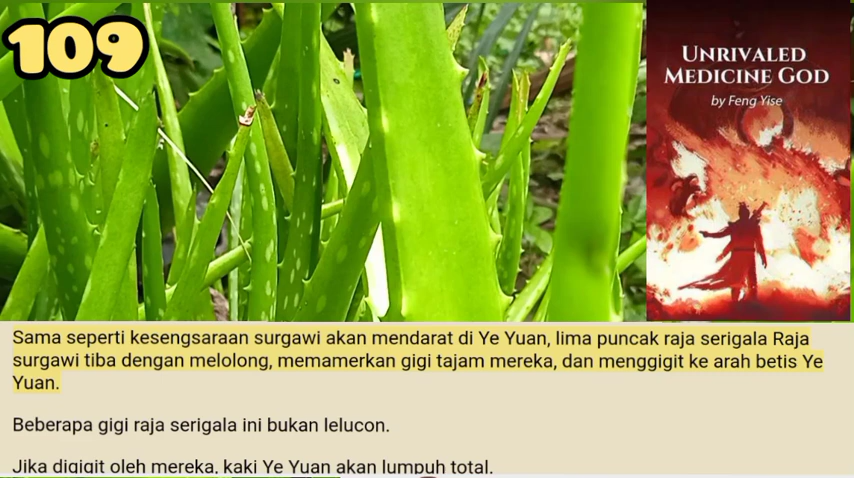 109
UNRIVALED
MEDICINE GOD
by Feng Yise
Sama seperti kesengsaraan surgawi akan mendarat di Ye Yuan, lima puncak raja serigala Raja
surgawi tiba dengan melolong, memamerkan gigi tajam mereka, dan menggigit ke arah betis Ye
Yuan.
Beberapa gigi raja serigala ini bukan lelucon.
Jika digigit oleh mereka, kaki Ye Yuan akan lumpuh total.